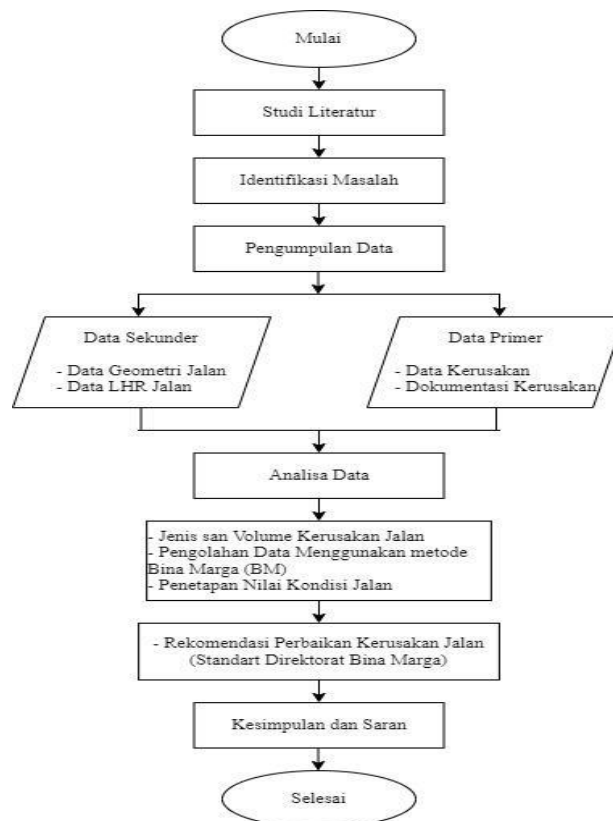 Mulai
Studi Literatur
Identifikasi Masalah
Pengumpulan Data
Data Sekunder
- Data Geometri Jalan
- Data LHR Jalan
Data Primer
- Data Kerusakan
- Dokumentasi Kerusakan
Analisa Data
- Jenis san Volume Kerusakan Jalan
- Pengolahan Data Menggunakan metode
Bina Marga (BM)
- Penetapan Nilai Kondisi Jalan
- Rekomendasi Perbaikan Kerusakan Jalan
(Standart Direktorat Bina Marga)
Kesimpulan dan Saran
Selesai